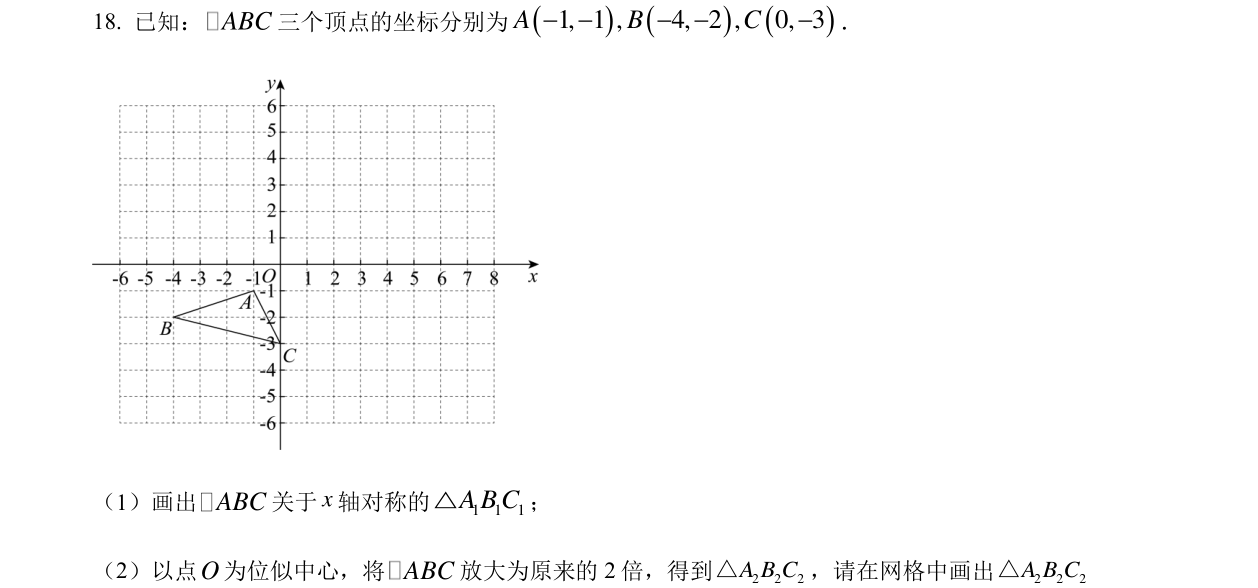 18. 已知：□ABC 三个顶点的坐标分别为 A(−1,−1), B(−4,−2), C(0,−3) .
y
6
5
4
3
2
1
-6 -5 -4 -3 -2 -1 O 1 2 3 4 5 6 7 8 x
A -1
B -2
-3 C
-4
-5
-6
（1）画出□ABC 关于 x 轴对称的 △A₁B₁C₁；
（2）以点 O 为位似中心，将□ABC 放大为原来的 2 倍，得到 △A₂B₂C₂，请在网格中画出 △A₂B₂C₂